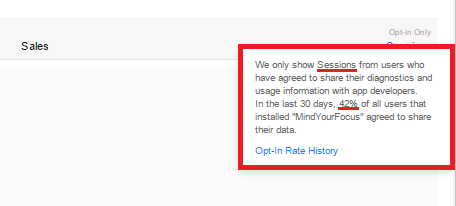 Opt-in Only
Sales
We only show Sessions from users who
have agreed to share their diagnostics and
usage information with app developers.
In the last 30 days, 42% of all users that
installed "MindYourFocus" agreed to share
their data.
Opt-In Rate History